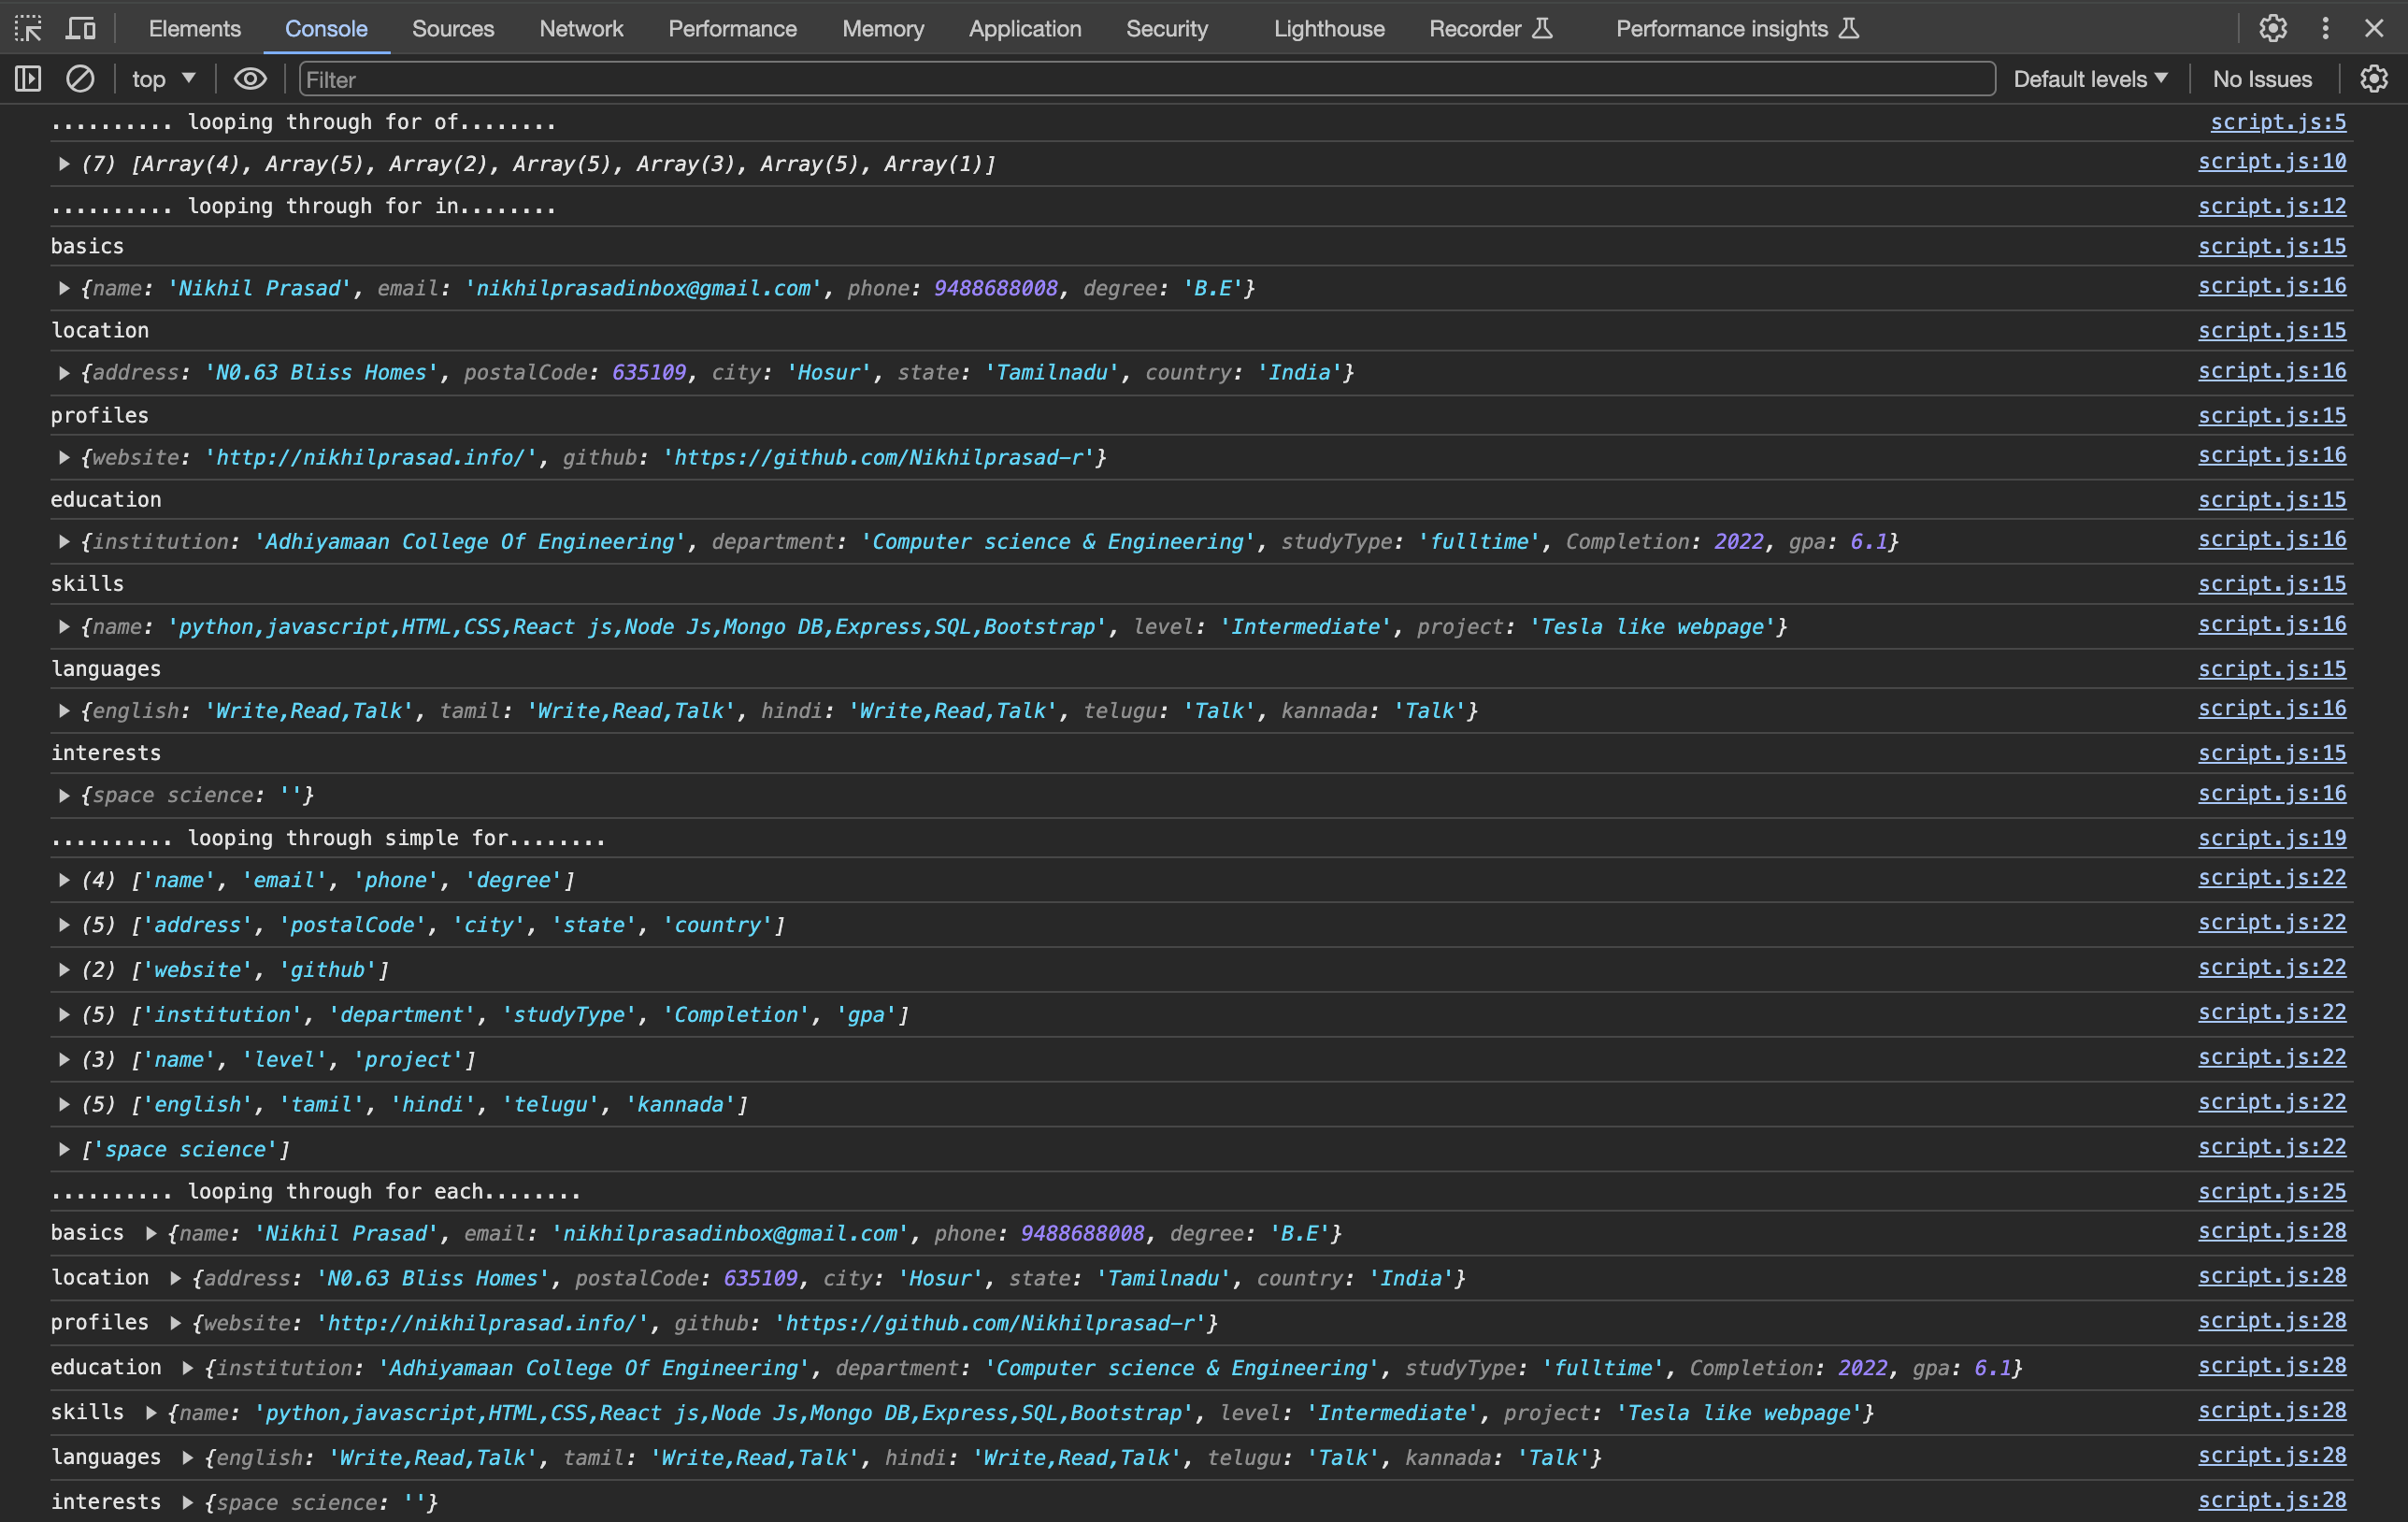 Elements Console Sources Network Performance Memory Application Security Lighthouse Recorder Performance insights
top Filter Default levels No Issues
.......... looping through for of........ script.js:5
(7) [Array(4), Array(5), Array(2), Array(5), Array(3), Array(5), Array(1)] script.js:10
.......... looping through for in........ script.js:12
basics script.js:15
{name: 'Nikhil Prasad', email: 'nikhilprasadinbox@gmail.com', phone: 9488688008, degree: 'B.E'} script.js:16
location script.js:15
{address: 'N0.63 Bliss Homes', postalCode: 635109, city: 'Hosur', state: 'Tamilnadu', country: 'India'} script.js:16
profiles script.js:15
{website: 'http://nikhilprasad.info/', github: 'https://github.com/Nikhilprasad-r'} script.js:16
education script.js:15
{institution: 'Adhiyamaan College Of Engineering', department: 'Computer science & Engineering', studyType: 'fulltime', Completion: 2022, gpa: 6.1} script.js:16
skills script.js:15
{name: 'python,javascript,HTML,CSS,React js,Node Js,Mongo DB,Express,SQL,Bootstrap', level: 'Intermediate', project: 'Tesla like webpage'} script.js:16
languages script.js:15
{english: 'Write,Read,Talk', tamil: 'Write,Read,Talk', hindi: 'Write,Read,Talk', telugu: 'Talk', kannada: 'Talk'} script.js:16
interests script.js:15
{space science: ''} script.js:16
.......... looping through simple for........ script.js:19
(4) ['name', 'email', 'phone', 'degree'] script.js:22
(5) ['address', 'postalCode', 'city', 'state', 'country'] script.js:22
(2) ['website', 'github'] script.js:22
(5) ['institution', 'department', 'studyType', 'Completion', 'gpa'] script.js:22
(3) ['name', 'level', 'project'] script.js:22
(5) ['english', 'tamil', 'hindi', 'telugu', 'kannada'] script.js:22
['space science'] script.js:22
.......... looping through for each........ script.js:25
basics {name: 'Nikhil Prasad', email: 'nikhilprasadinbox@gmail.com', phone: 9488688008, degree: 'B.E'} script.js:28
location {address: 'N0.63 Bliss Homes', postalCode: 635109, city: 'Hosur', state: 'Tamilnadu', country: 'India'} script.js:28
profiles {website: 'http://nikhilprasad.info/', github: 'https://github.com/Nikhilprasad-r'} script.js:28
education {institution: 'Adhiyamaan College Of Engineering', department: 'Computer science & Engineering', studyType: 'fulltime', Completion: 2022, gpa: 6.1} script.js:28
skills {name: 'python,javascript,HTML,CSS,React js,Node Js,Mongo DB,Express,SQL,Bootstrap', level: 'Intermediate', project: 'Tesla like webpage'} script.js:28
languages {english: 'Write,Read,Talk', tamil: 'Write,Read,Talk', hindi: 'Write,Read,Talk', telugu: 'Talk', kannada: 'Talk'} script.js:28
interests {space science: ''} script.js:28